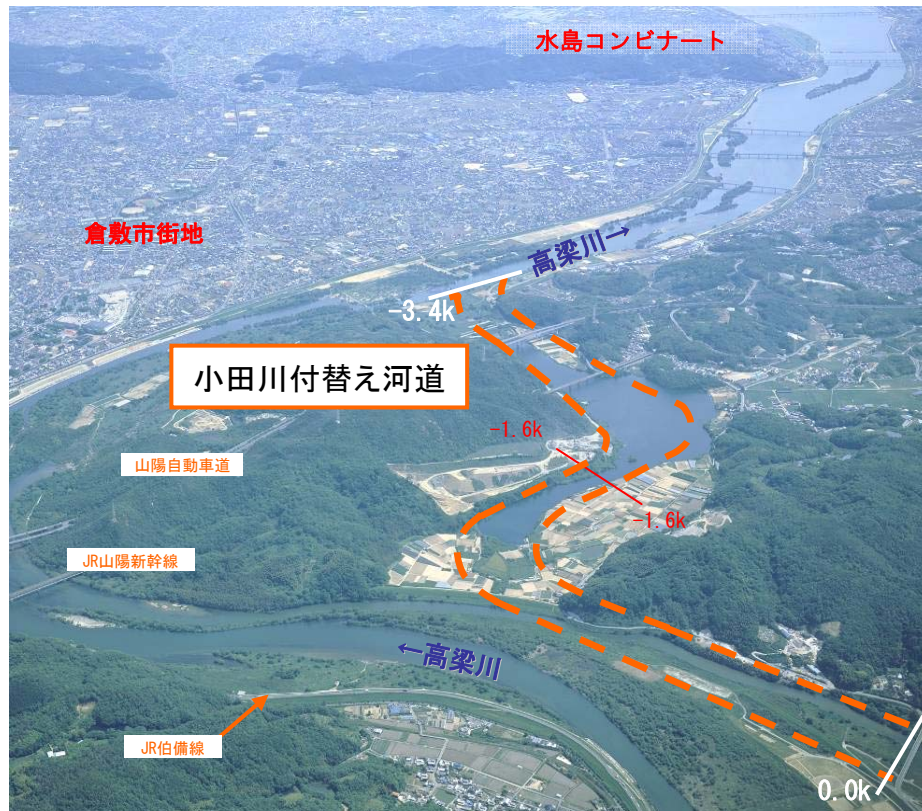 水島コンビナート
倉敷市街地
高梁川→
-3.4k
小田川付替え河道
-1.6k
山陽自動車道
-1.6k
JR山陽新幹線
←高梁川
JR伯備線
0.0k